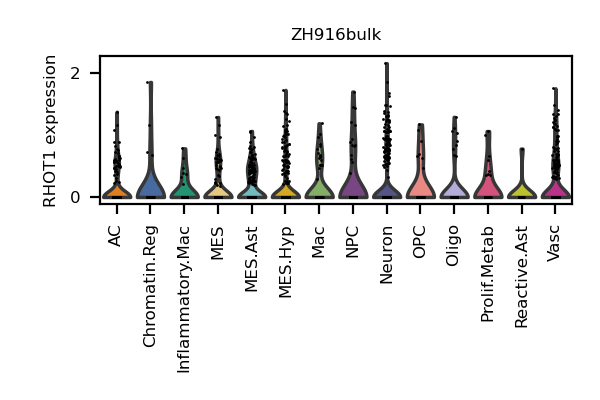 ZH916bulk
RHOT1 expression
2
0
AC
Chromatin.Reg
Inflammatory.Mac
MES
MES.Ast
MES.Hyp
Mac
NPC
Neuron
OPC
Oligo
Prolif.Metab
Reactive.Ast
Vasc